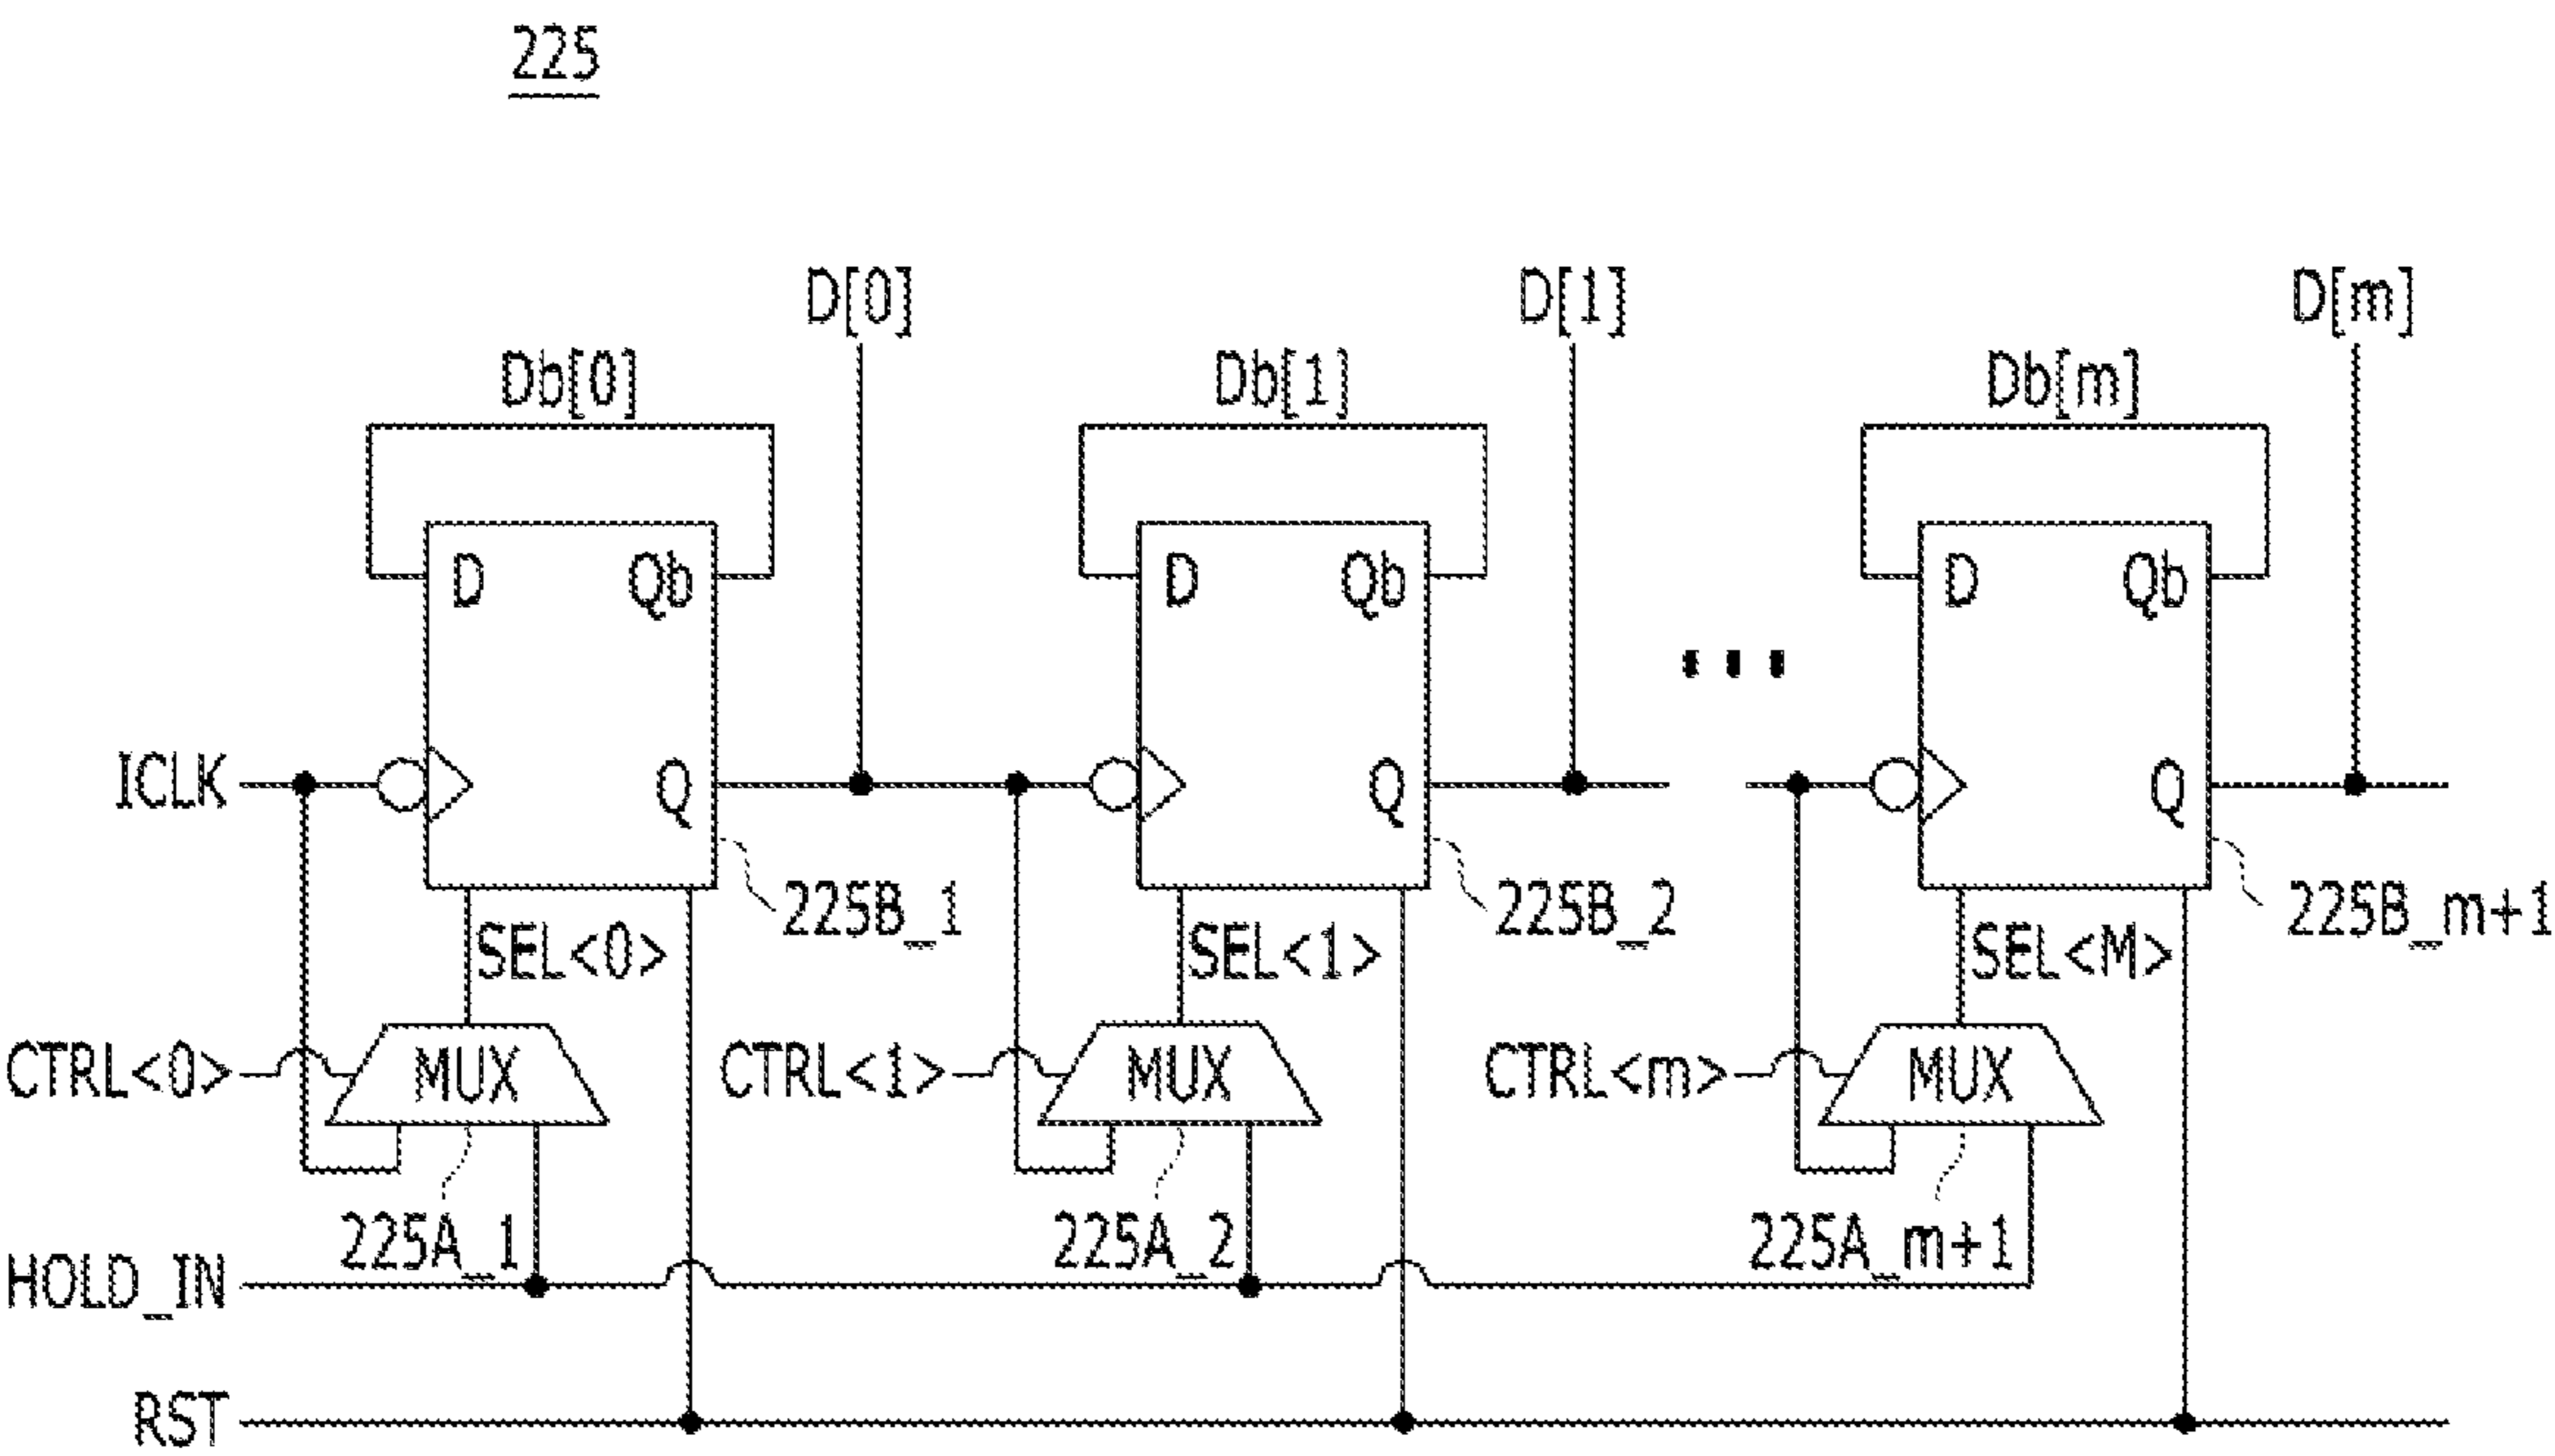 225
D[0] D[1] D[m]
Db[0] Db[1] Db[m]
D Qb D Qb D Qb
ICLK Q Q Q
225B_1 225B_2 225B_m+1
SEL<0> SEL<1> SEL<M>
CTRL<0> MUX CTRL<1> MUX CTRL<m> MUX
225A_1 225A_2 225A_m+1
HOLD_IN
RST